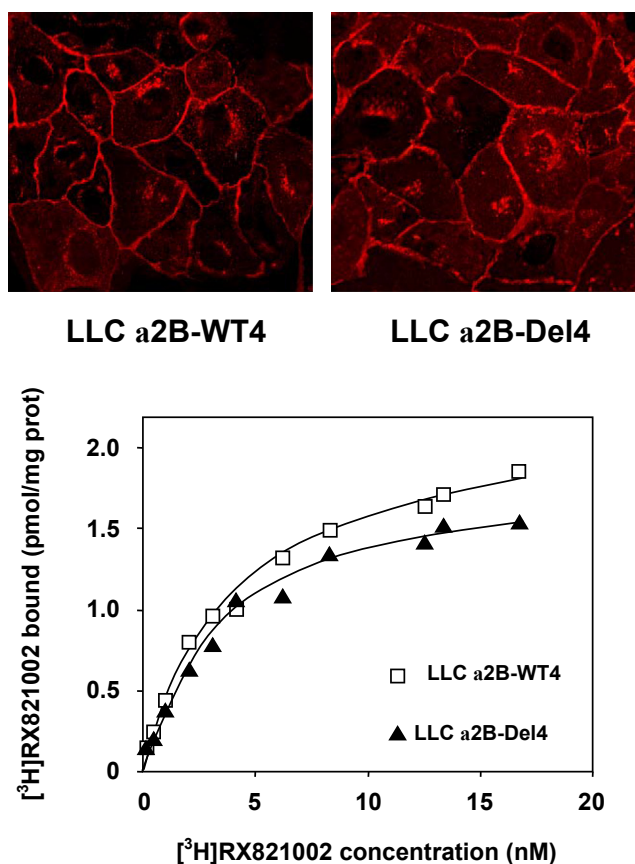 LLC a2B-WT4
LLC a2B-Del4
[³H]RX821002 bound (pmol/mg prot)
2.0
1.5
1.0
0.5
0
LLC a2B-WT4
LLC a2B-Del4
0
5
10
15
20
[³H]RX821002 concentration (nM)